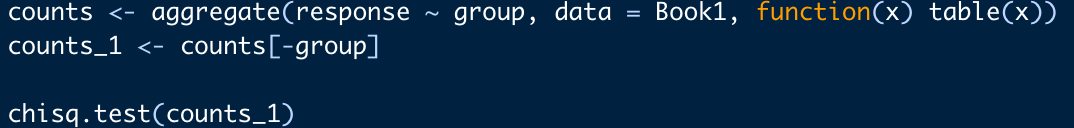 counts <- aggregate(response ~ group, data = Book1, function(x) table(x))
counts_1 <- counts[-group]
chisq.test(counts_1)